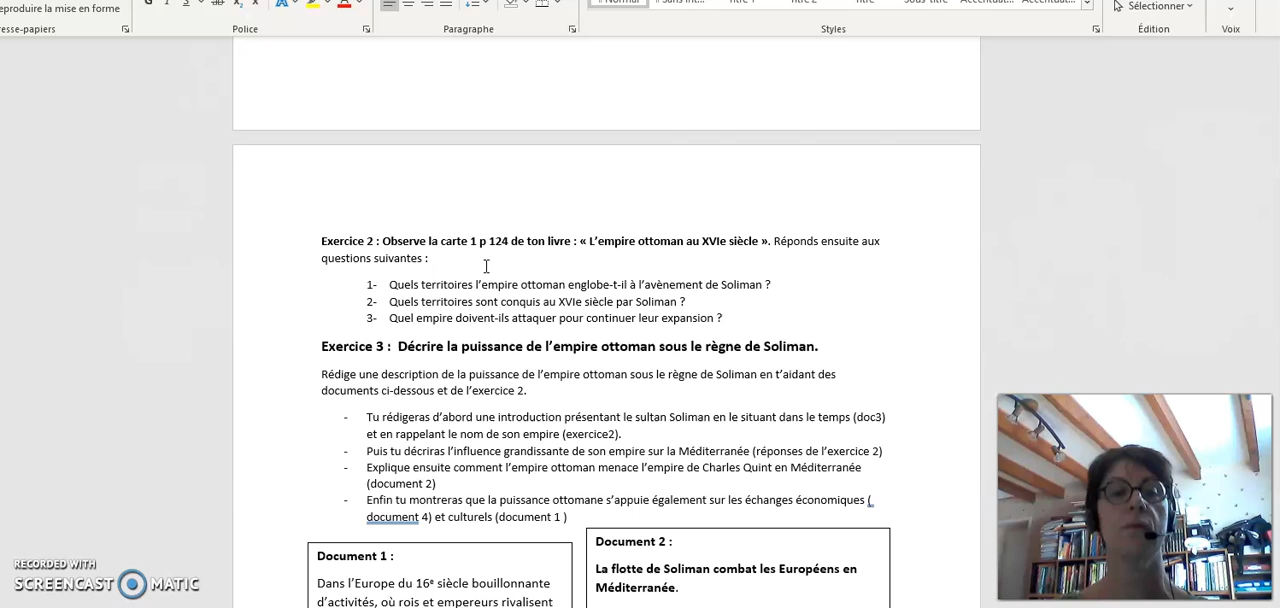 eproduire la mise en forme
esse-papiers
Police
Paragraphe
Styles
Sélectionner
Édition
Voix
Exercice 2 : Observe la carte 1 p 124 de ton livre : « L’empire ottoman au XVIe siècle ». Réponds ensuite aux
questions suivantes :
1- Quels territoires l’empire ottoman englobe-t-il à l’avènement de Soliman ?
2- Quels territoires sont conquis au XVIe siècle par Soliman ?
3- Quel empire doivent-ils attaquer pour continuer leur expansion ?
Exercice 3 : Décrire la puissance de l’empire ottoman sous le règne de Soliman.
Rédige une description de la puissance de l’empire ottoman sous le règne de Soliman en t’aidant des
documents ci-dessous et de l’exercice 2.
- Tu rédigeras d’abord une introduction présentant le sultan Soliman en le situant dans le temps (doc3)
et en rappelant le nom de son empire (exercice2).
- Puis tu décriras l’influence grandissante de son empire sur la Méditerranée (réponses de l’exercice 2)
- Explique ensuite comment l’empire ottoman menace l’empire de Charles Quint en Méditerranée
(document 2)
- Enfin tu montreras que la puissance ottomane s’appuie également sur les échanges économiques (
document 4) et culturels (document 1 )
Document 1 :
Dans l’Europe du 16e siècle bouillonnante
d’activités, où rois et empereurs rivalisent
Document 2 :
La flotte de Soliman combat les Européens en
Méditerranée.
RECORDED WITH
SCREENCAST MATIC